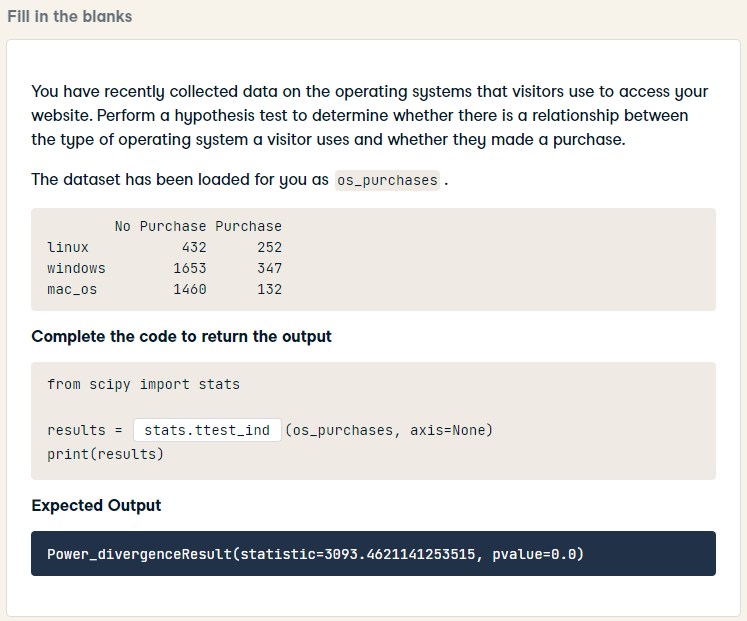 Fill in the blanks
You have recently collected data on the operating systems that visitors use to access your
website. Perform a hypothesis test to determine whether there is a relationship between
the type of operating system a visitor uses and whether they made a purchase.
The dataset has been loaded for you as os_purchases .
No Purchase Purchase
linux 432 252
windows 1653 347
mac_os 1460 132
Complete the code to return the output
from scipy import stats
results = stats.ttest_ind (os_purchases, axis=None)
print(results)
Expected Output
Power_divergenceResult(statistic=3093.4621141253515, pvalue=0.0)